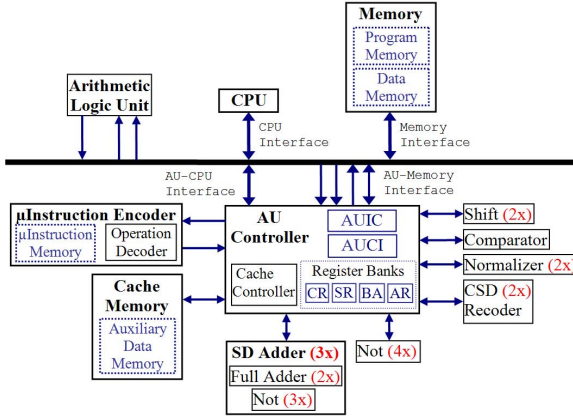 Memory
Program
Memory
Data
Memory
Arithmetic
Logic Unit
CPU
CPU
Interface
Memory
Interface
AU-CPU
Interface
AU-Memory
Interface
µInstruction Encoder
µInstruction
Memory
Operation
Decoder
AU
Controller
AUIC
AUCI
Cache
Controller
Register Banks
CR SR BA AR
Shift (2x)
Comparator
Normalizer (2x)
CSD (2x)
Recoder
Cache
Memory
Auxiliary
Data
Memory
SD Adder (3x)
Full Adder (2x)
Not (3x)
Not (4x)